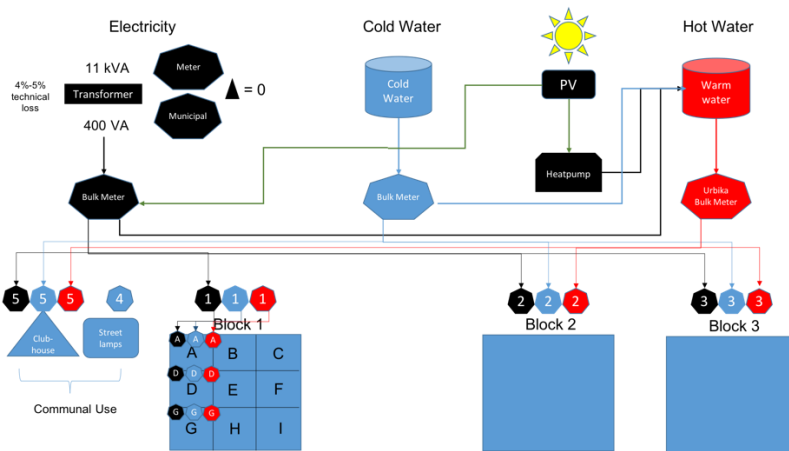 Electricity
Cold Water
Hot Water
11 kVA
4%-5%
technical
loss
Transformer
400 VA
Meter
Municipal
= 0
Cold
Water
PV
Warm
water
Heatpump
Bulk Meter
Bulk Meter
Urbika
Bulk Meter
5
5
5
4
1
1
1
2
2
2
3
3
3
Club-
house
Street
lamps
Communal Use
Block 1
Block 2
Block 3
A
A
A
A
B
C
D
D
D
D
E
F
G
G
G
G
H
I